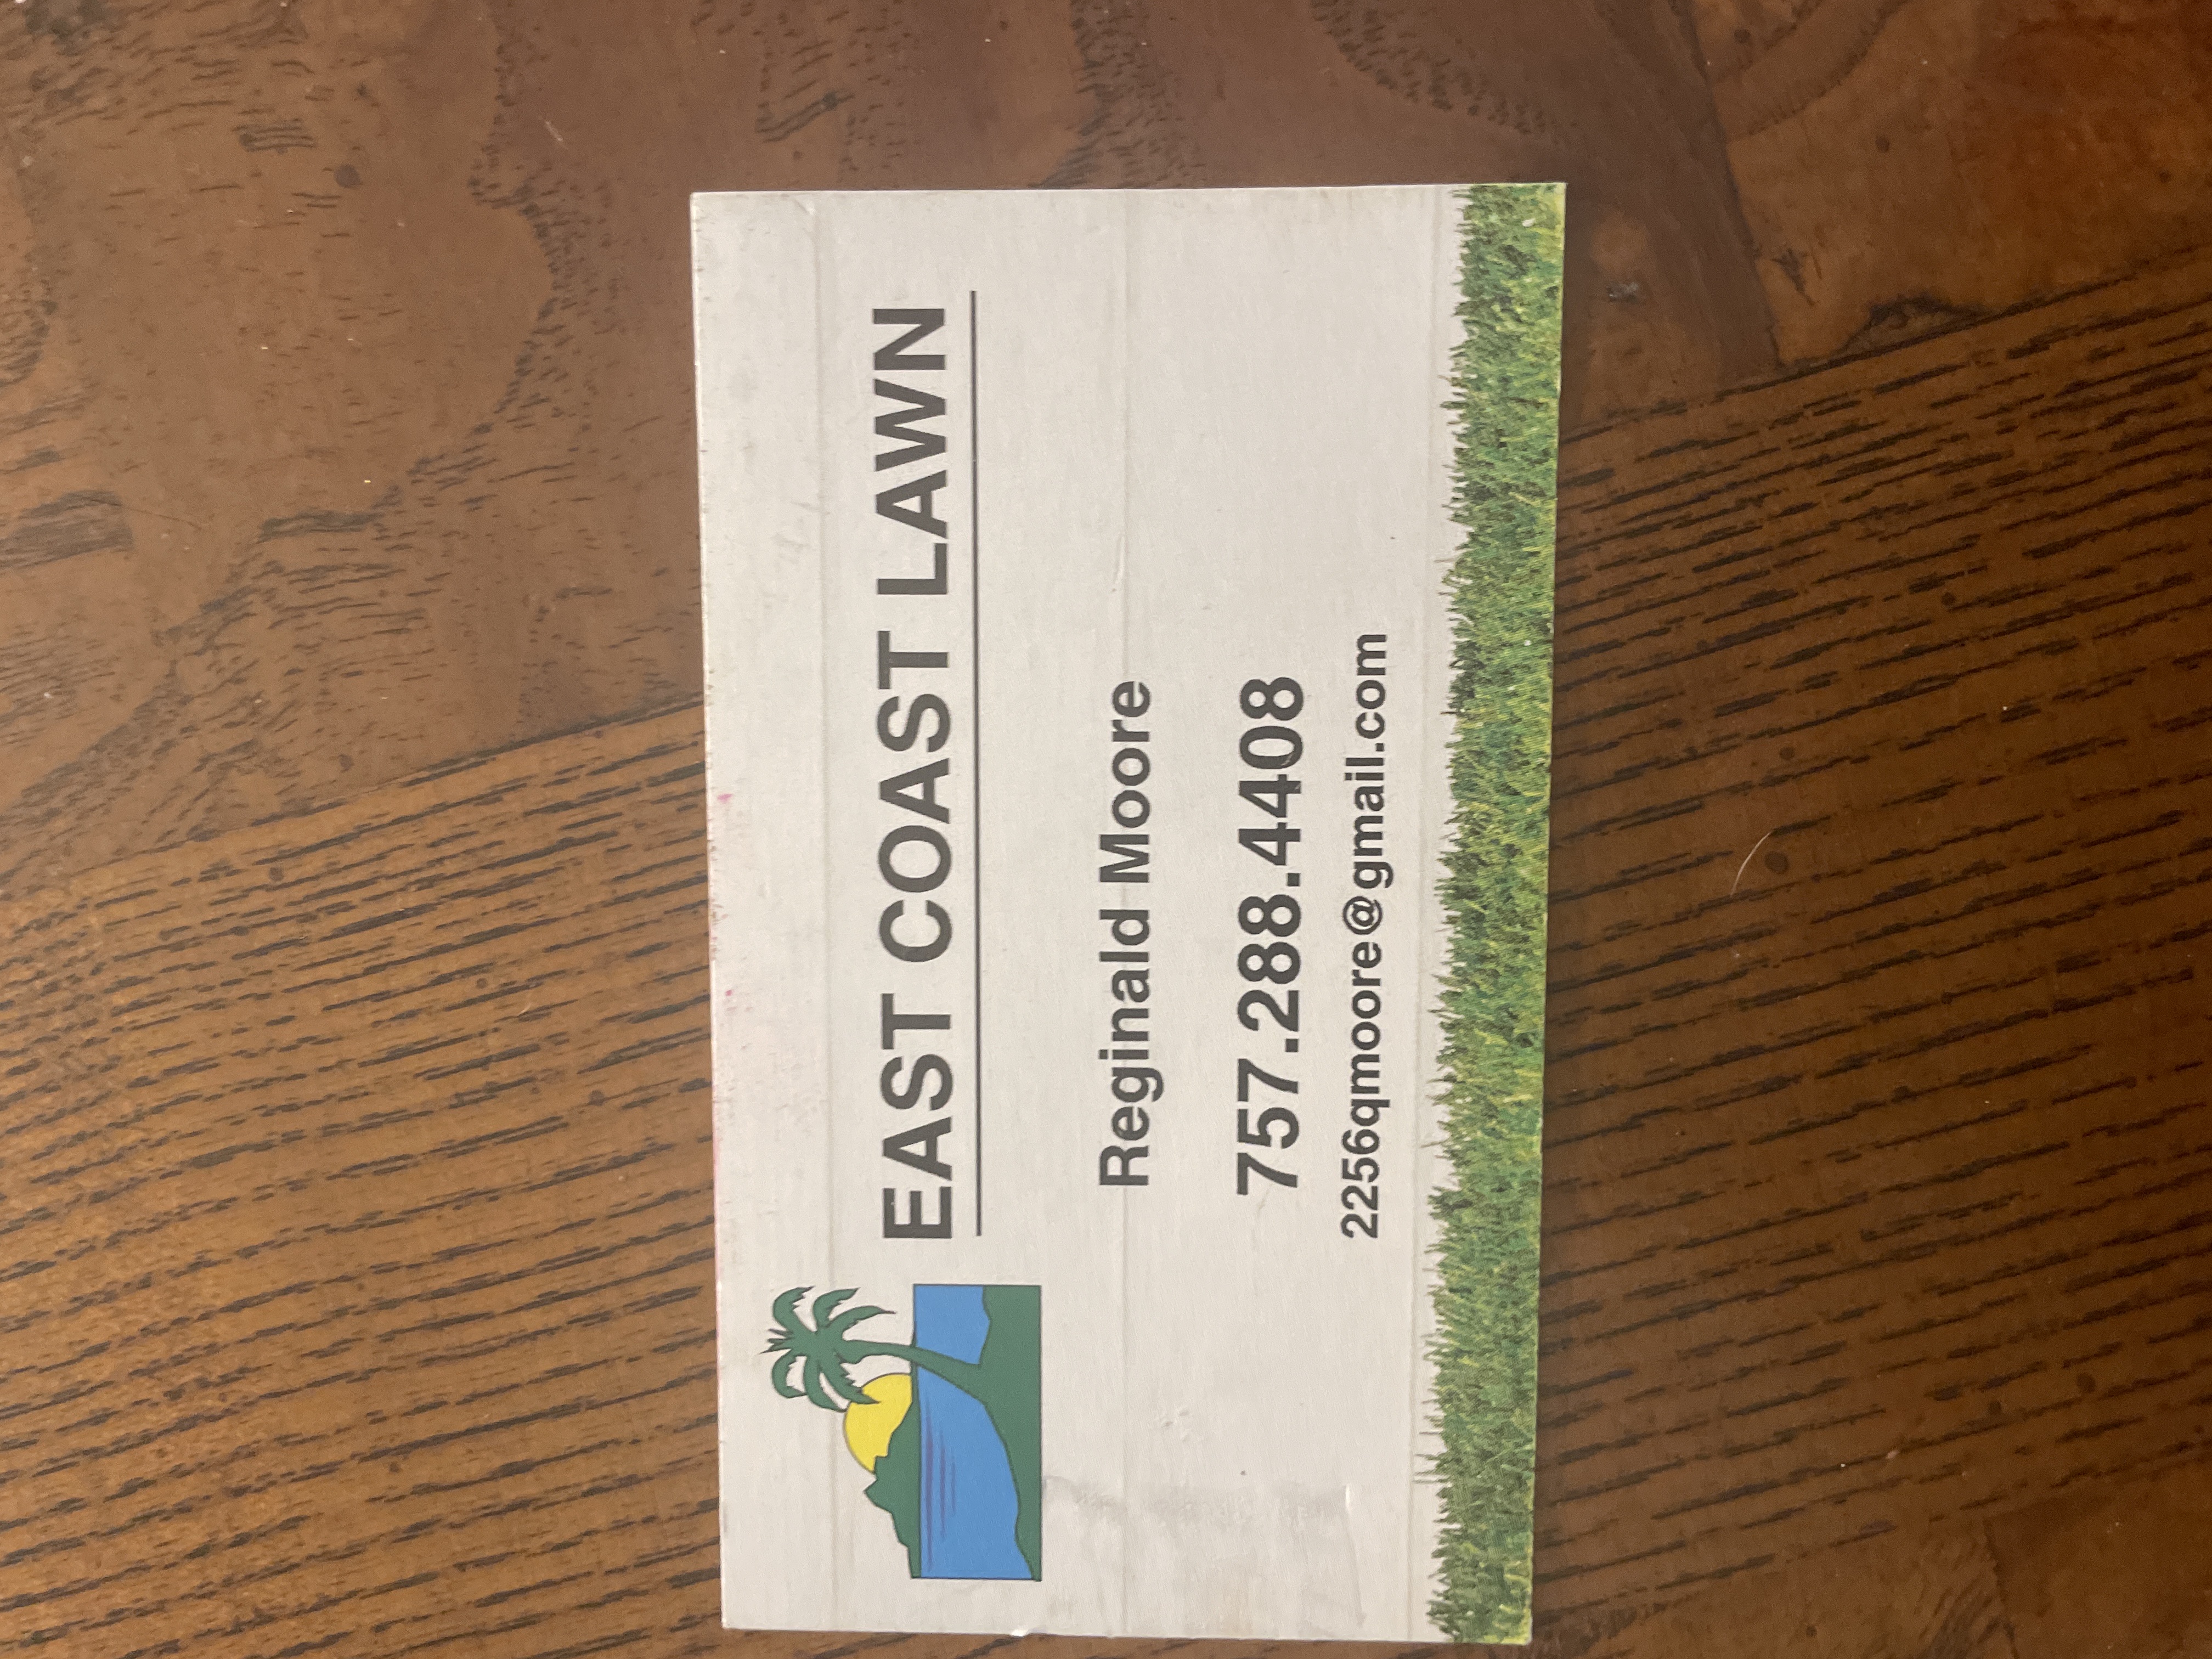 EAST COAST LAWN
Reginald Moore
757.288.4408
2256qmoore@gmail.com